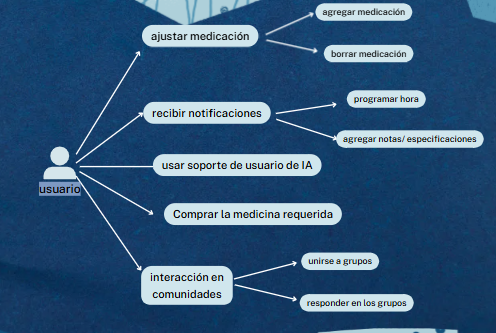 agregar medicación
ajustar medicación
borrar medicación
programar hora
recibir notificaciones
agregar notas/ especificaciones
usar soporte de usuario de IA
usuario
Comprar la medicina requerida
unirse a grupos
interacción en
comunidades
responder en los grupos